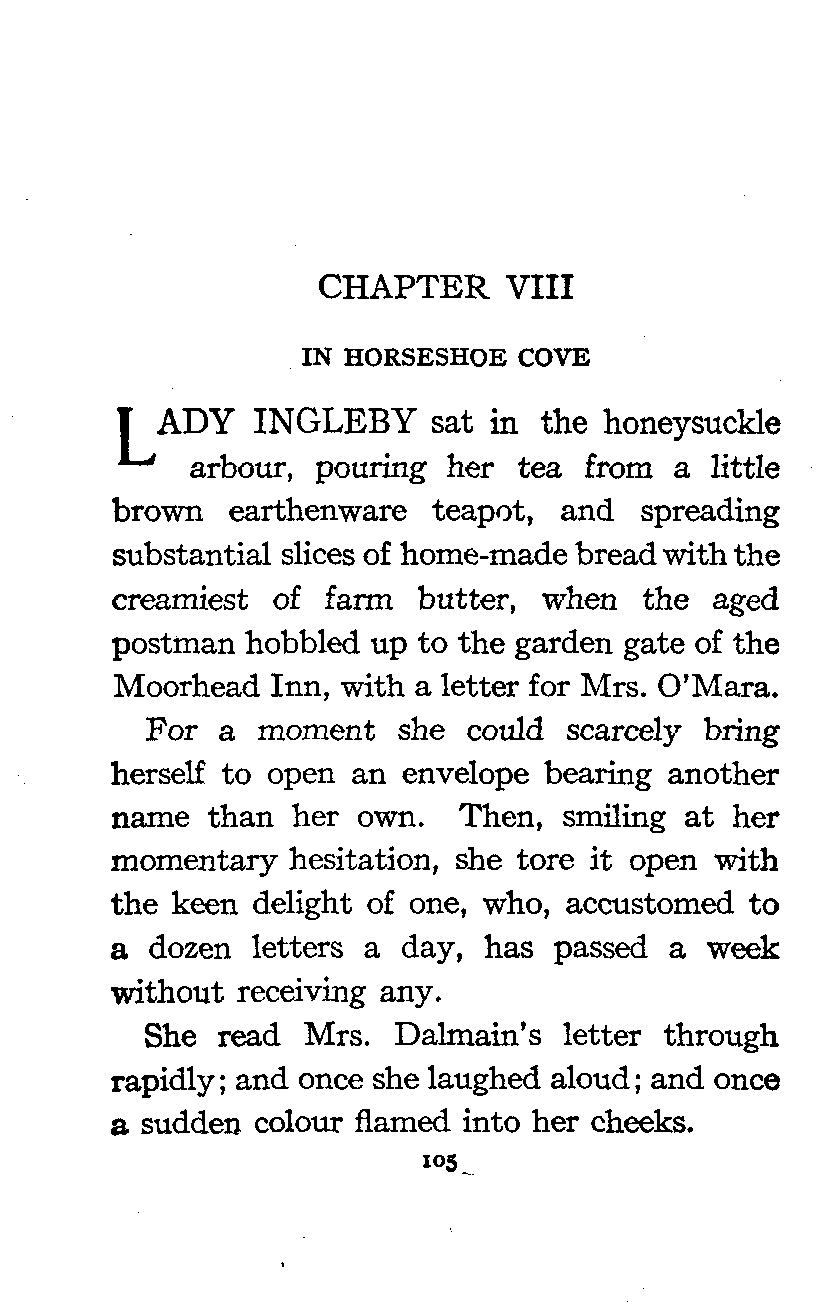 CHAPTER VIII
IN HORSESHOE COVE
LADY INGLEBY sat in the honeysuckle
arbour, pouring her tea from a little
brown earthenware teapot, and spreading
substantial slices of home-made bread with the
creamiest of farm butter, when the aged
postman hobbled up to the garden gate of the
Moorhead Inn, with a letter for Mrs. O'Mara.
For a moment she could scarcely bring
herself to open an envelope bearing another
name than her own. Then, smiling at her
momentary hesitation, she tore it open with
the keen delight of one, who, accustomed to
a dozen letters a day, has passed a week
without receiving any.
She read Mrs. Dalmain's letter through
rapidly; and once she laughed aloud; and once
a sudden colour flamed into her cheeks.
105